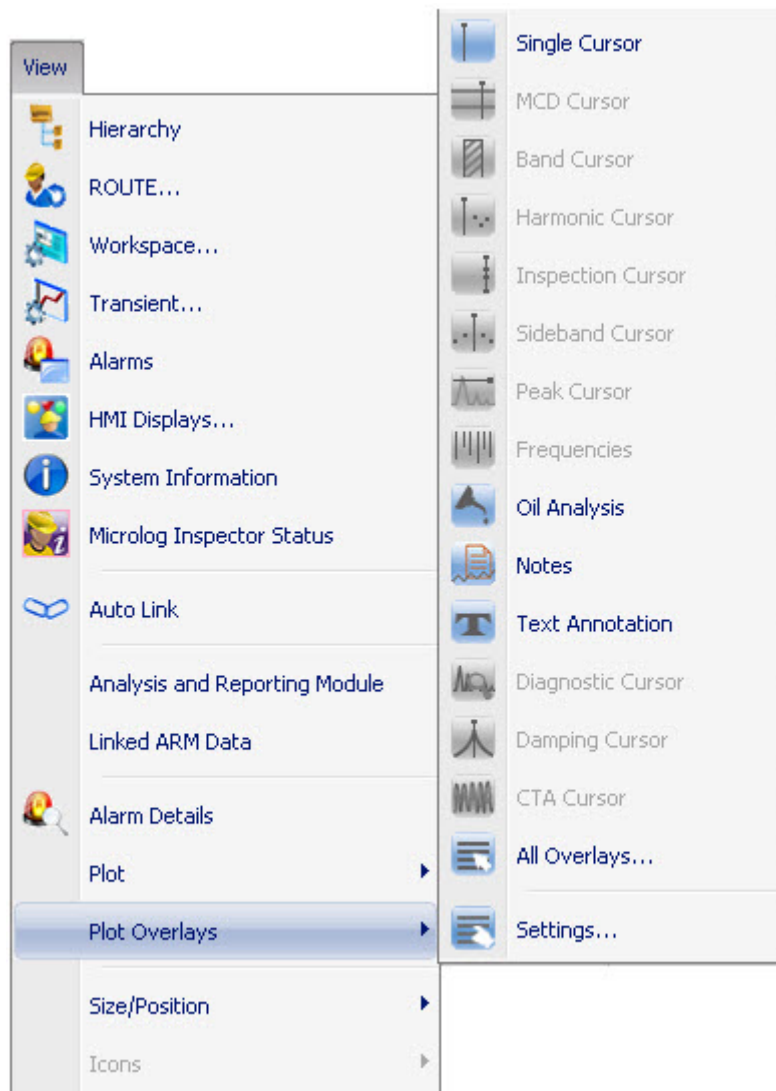 View
Hierarchy
ROUTE...
Workspace...
Transient...
Alarms
HMI Displays...
System Information
Microlog Inspector Status
Auto Link
Analysis and Reporting Module
Linked ARM Data
Alarm Details
Plot
Plot Overlays
Size/Position
Icons
Single Cursor
MCD Cursor
Band Cursor
Harmonic Cursor
Inspection Cursor
Sideband Cursor
Peak Cursor
Frequencies
Oil Analysis
Notes
Text Annotation
Diagnostic Cursor
Damping Cursor
CTA Cursor
All Overlays...
Settings...